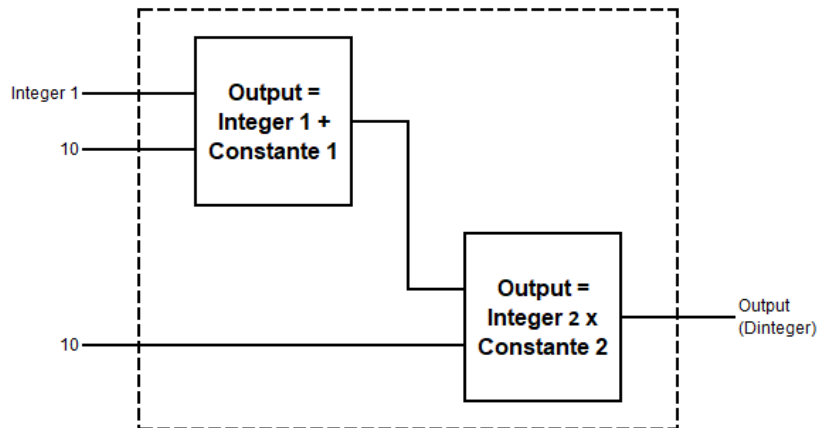 Integer 1
10
Output =
Integer 1 +
Constante 1
Output =
Integer 2 x
Constante 2
10
Output
(Dinteger)